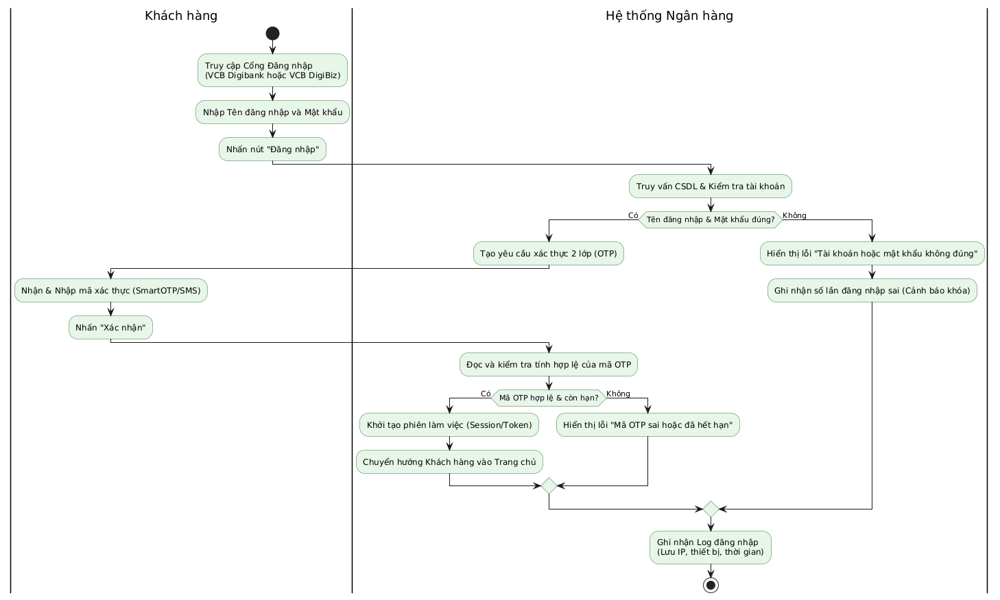 Khách hàng
Hệ thống Ngân hàng
Truy cập Cổng Đăng nhập
(VCB Digibank hoặc VCB DigiBiz)
Nhập Tên đăng nhập và Mật khẩu
Nhấn nút "Đăng nhập"
Truy vấn CSDL & Kiểm tra tài khoản
Có
Tên đăng nhập & Mật khẩu đúng?
Không
Tạo yêu cầu xác thực 2 lớp (OTP)
Hiển thị lỗi "Tài khoản hoặc mật khẩu không đúng"
Nhận & Nhập mã xác thực (SmartOTP/SMS)
Ghi nhận số lần đăng nhập sai (Cảnh báo khóa)
Nhấn "Xác nhận"
Đọc và kiểm tra tính hợp lệ của mã OTP
Có
Mã OTP hợp lệ & còn hạn?
Không
Khởi tạo phiên làm việc (Session/Token)
Hiển thị lỗi "Mã OTP sai hoặc đã hết hạn"
Chuyển hướng Khách hàng vào Trang chủ
Ghi nhận Log đăng nhập
(Lưu IP, thiết bị, thời gian)